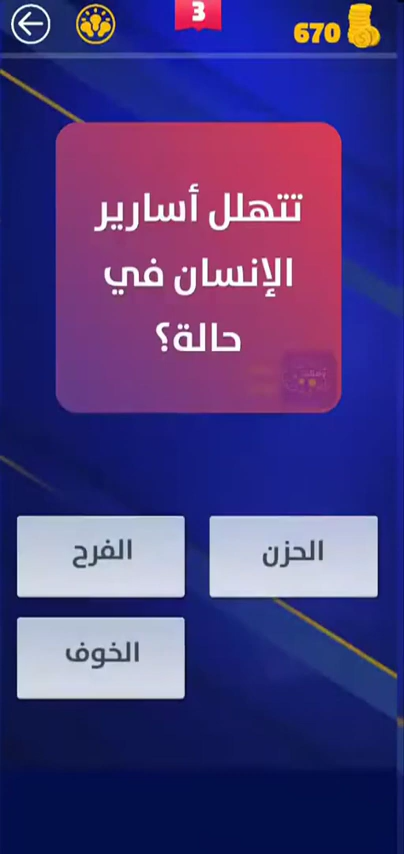 3
670
تتهلل أسارير
الإنسان في
حالة؟
الحزن
الفرح
الخوف